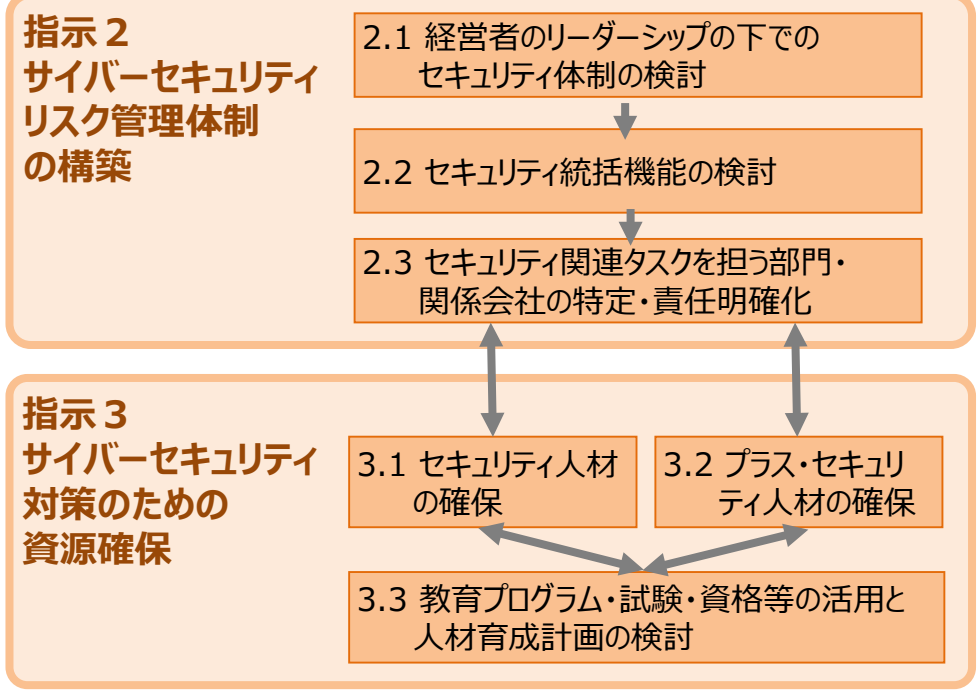 指示２
サイバーセキュリティ
リスク管理体制
の構築
2.1 経営者のリーダーシップの下での
セキュリティ体制の検討
2.2 セキュリティ統括機能の検討
2.3 セキュリティ関連タスクを担う部門・
関係会社の特定・責任明確化
指示３
サイバーセキュリティ
対策のための
資源確保
3.1 セキュリティ人材
の確保
3.2 プラス・セキュリ
ティ人材の確保
3.3 教育プログラム・試験・資格等の活用と
人材育成計画の検討